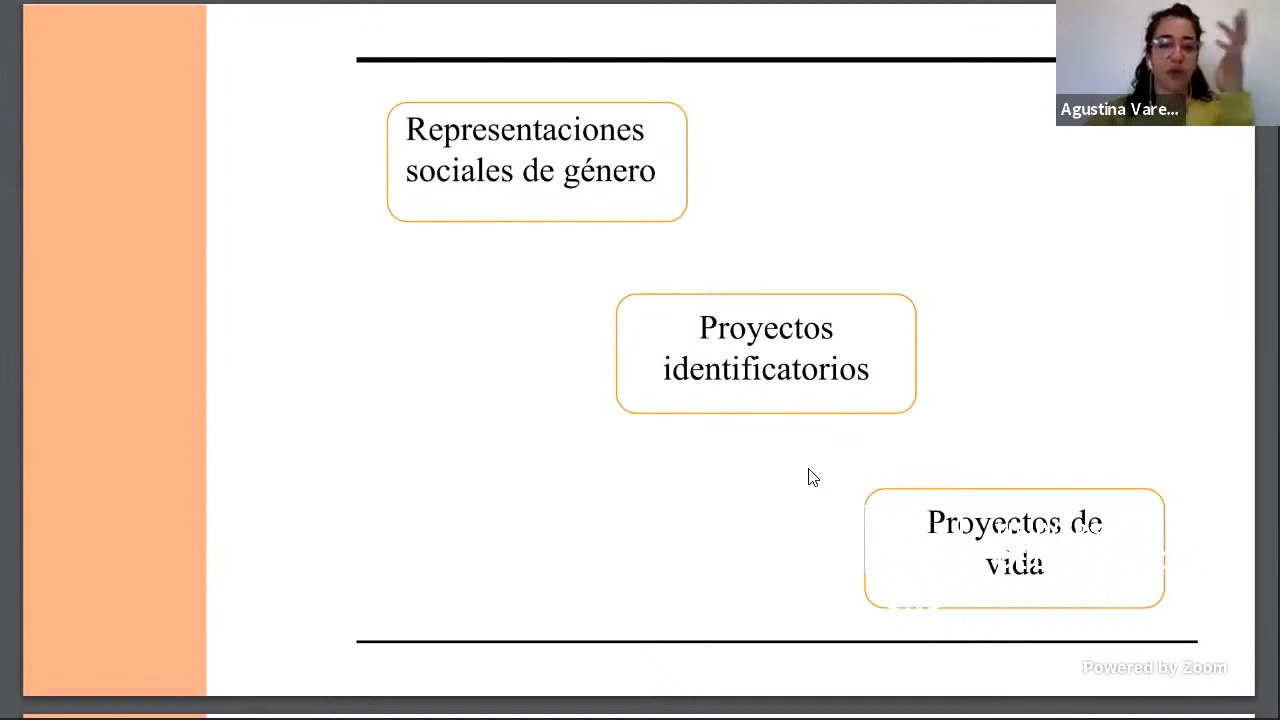 Representaciones
sociales de género
Agustina Vare...
Proyectos
identificatorios
Proyectos de
vida
Powered by Zoom